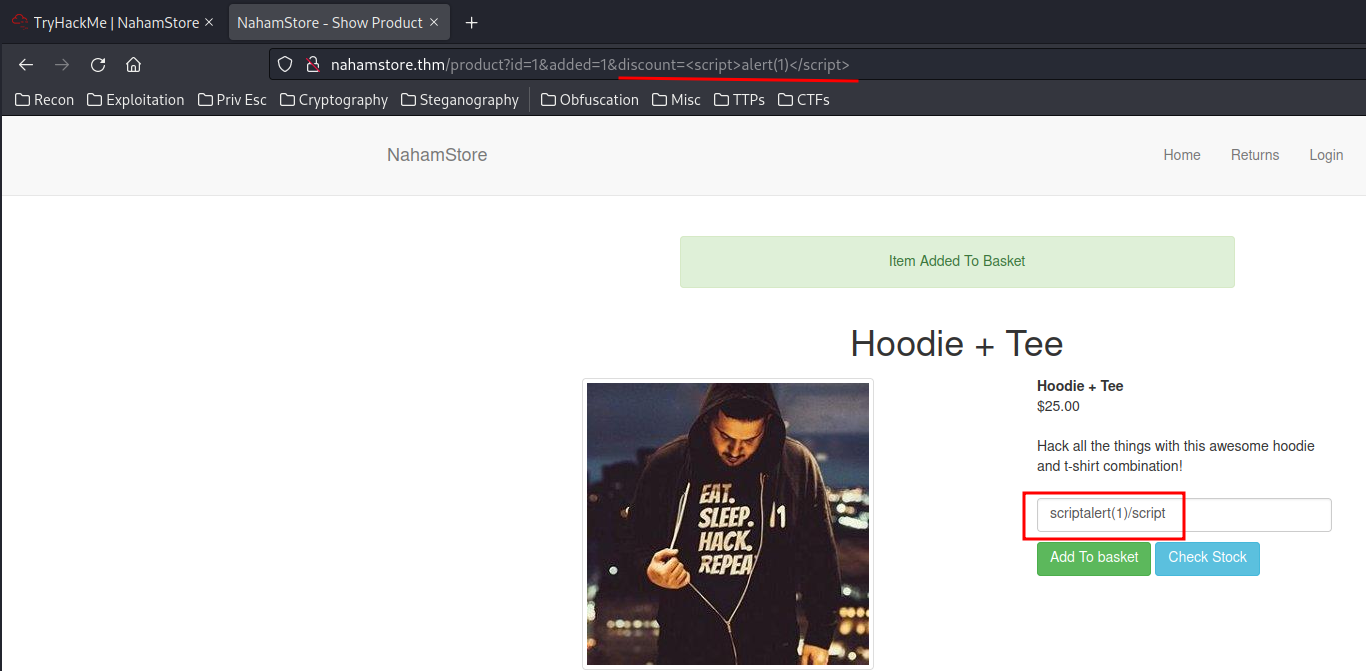 TryHackMe | NahamStore
NahamStore - Show Product
nahamstore.thm/product?id=1&added=1&discount=<script>alert(1)</script>
Recon Exploitation Priv Esc Cryptography Steganography Obfuscation Misc TTPs CTFs
NahamStore Home Returns Login
Item Added To Basket
Hoodie + Tee
Hoodie + Tee
$25.00
Hack all the things with this awesome hoodie
and t-shirt combination!
scriptalert(1)/script
Add To basket Check Stock
EAT.
SLEEP.
HACK.
REPEA